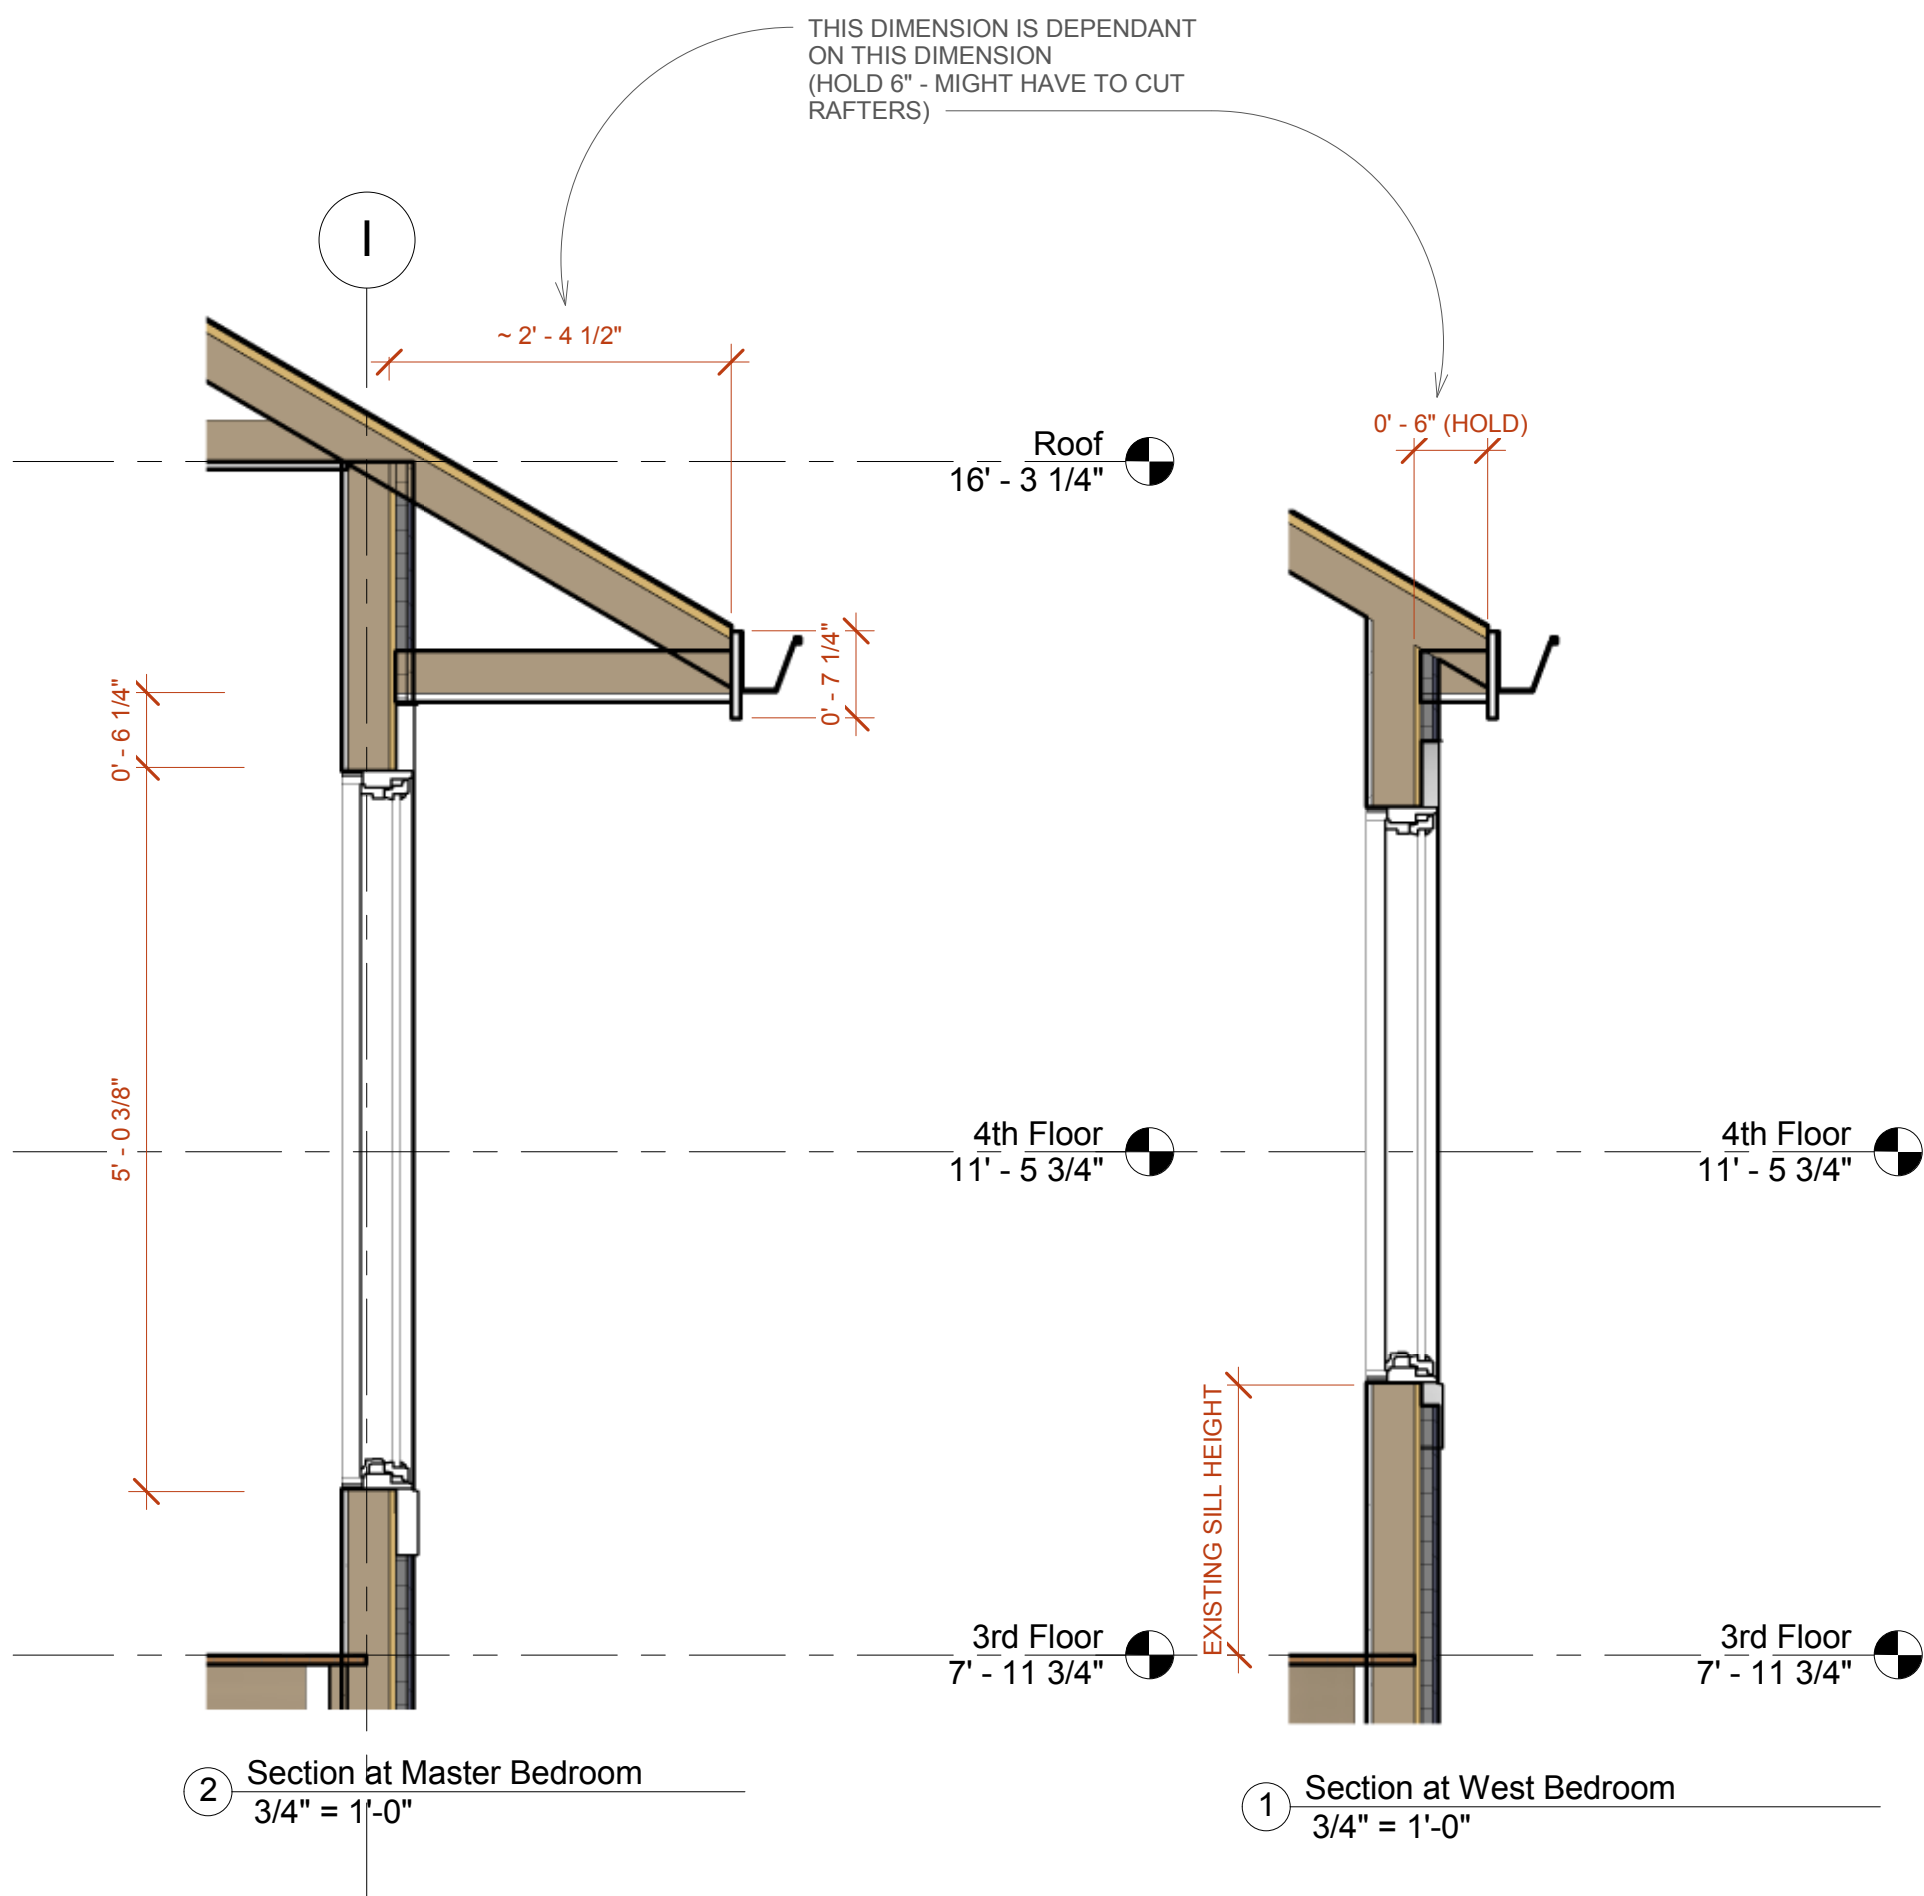 THIS DIMENSION IS DEPENDANT
ON THIS DIMENSION
(HOLD 6" - MIGHT HAVE TO CUT
RAFTERS)
I
~ 2' - 4 1/2"
0' - 6" (HOLD)
Roof
16' - 3 1/4"
0' - 7 1/4"
0' - 6 1/4"
5' - 0 3/8"
4th Floor
11' - 5 3/4"
4th Floor
11' - 5 3/4"
EXISTING SILL HEIGHT
3rd Floor
7' - 11 3/4"
3rd Floor
7' - 11 3/4"
2
Section at Master Bedroom
3/4" = 1'-0"
1
Section at West Bedroom
3/4" = 1'-0"